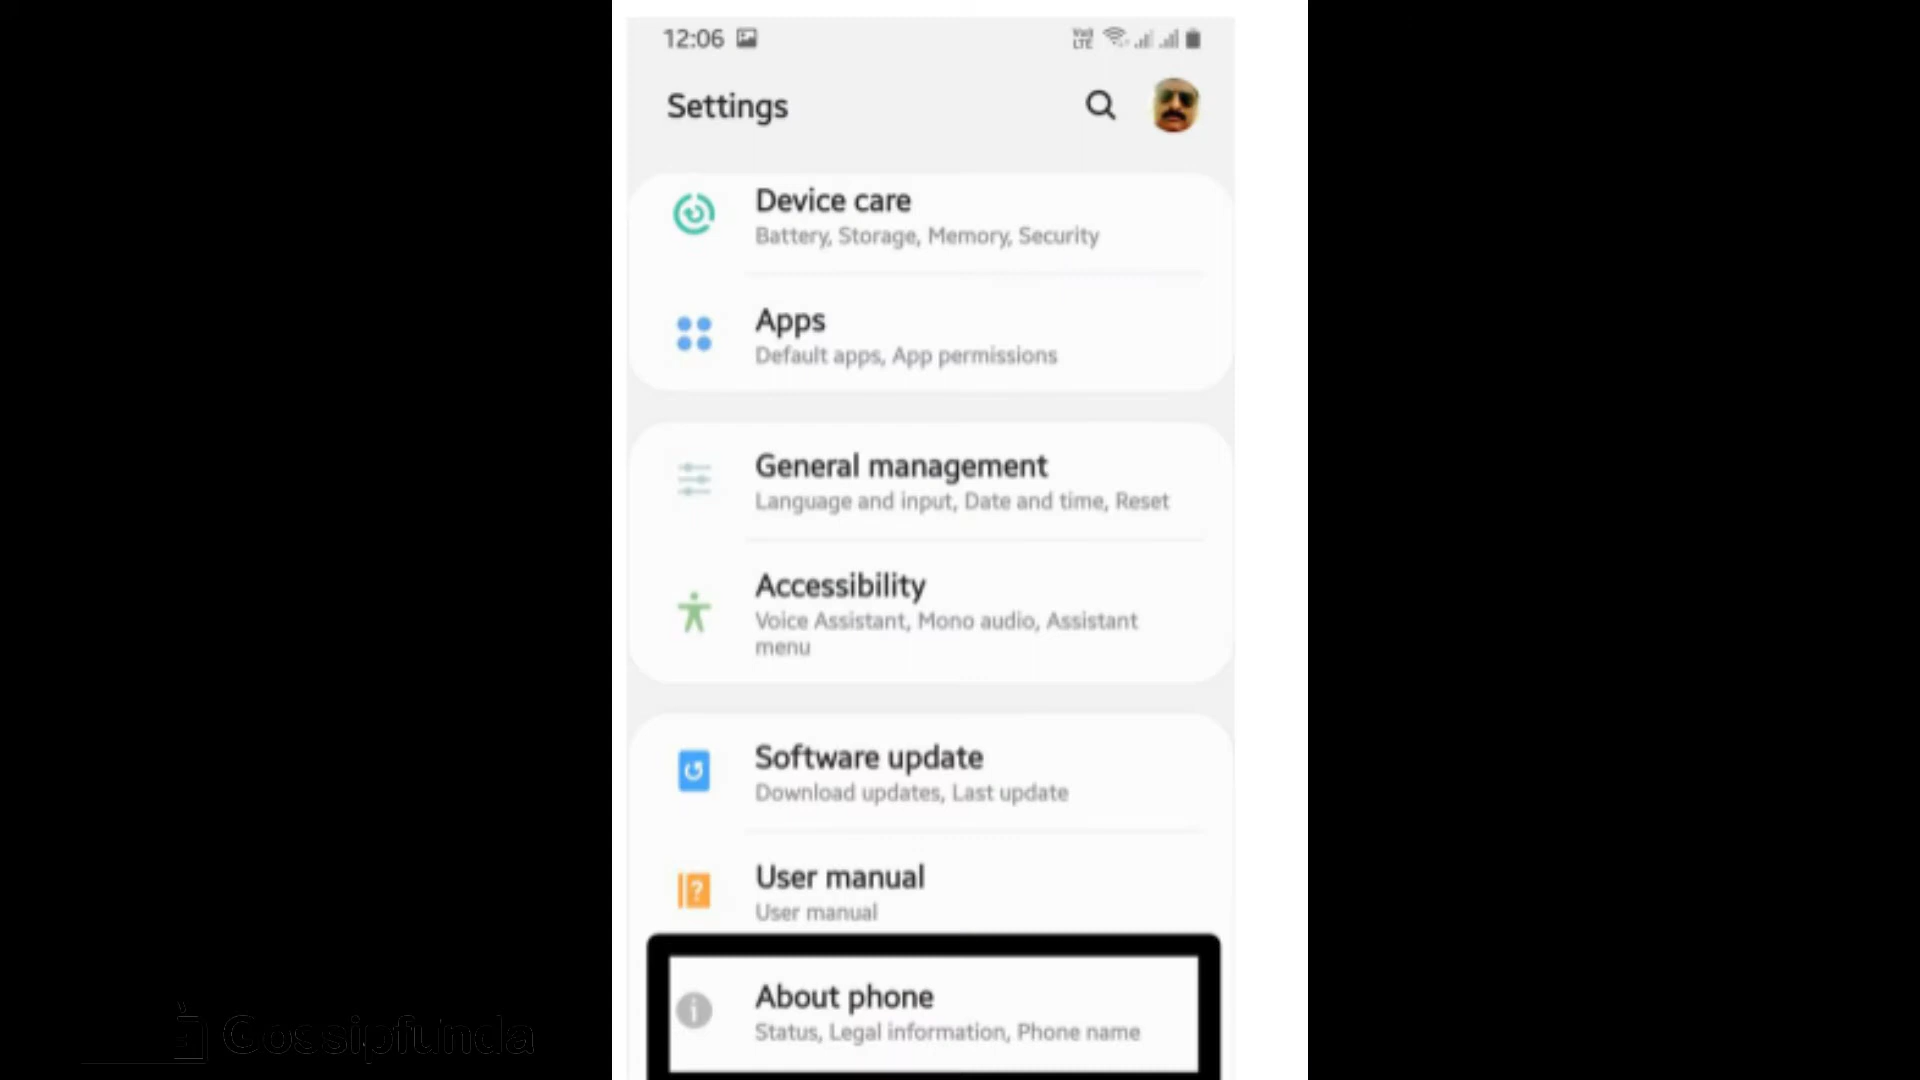 12:06
Vo))
LTE
Settings
Device care
Battery, Storage, Memory, Security
Apps
Default apps, App permissions
General management
Language and input, Date and time, Reset
Accessibility
Voice Assistant, Mono audio, Assistant
menu
Software update
Download updates, Last update
User manual
User manual
About phone
Status, Legal information, Phone name
Gossipfunda